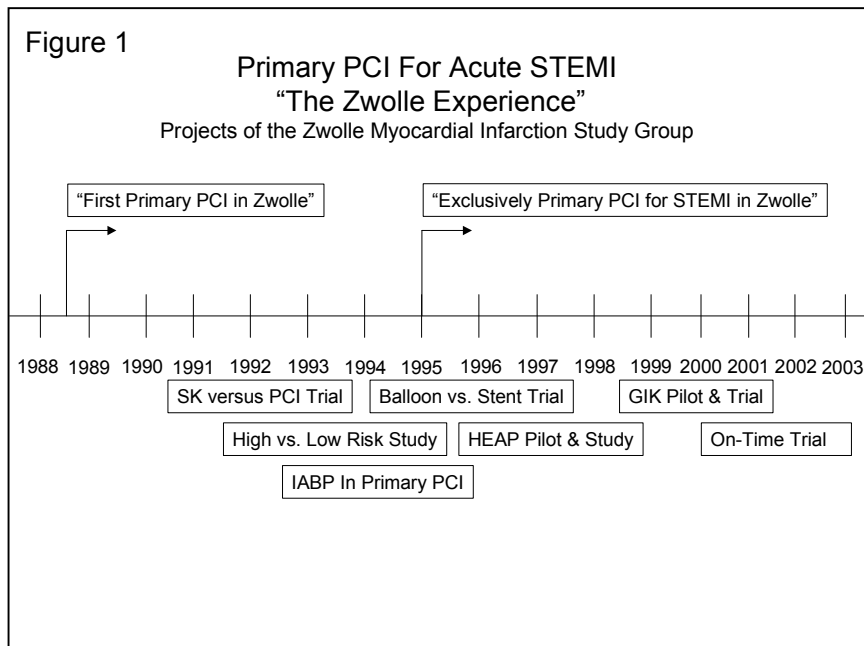 Figure 1
Primary PCI For Acute STEMI
“The Zwolle Experience”
Projects of the Zwolle Myocardial Infarction Study Group
“First Primary PCI in Zwolle”
“Exclusively Primary PCI for STEMI in Zwolle”
1988 1989 1990 1991 1992 1993 1994 1995 1996 1997 1998 1999 2000 2001 2002 2003
SK versus PCI Trial
Balloon vs. Stent Trial
GIK Pilot & Trial
High vs. Low Risk Study
HEAP Pilot & Study
On-Time Trial
IABP In Primary PCI